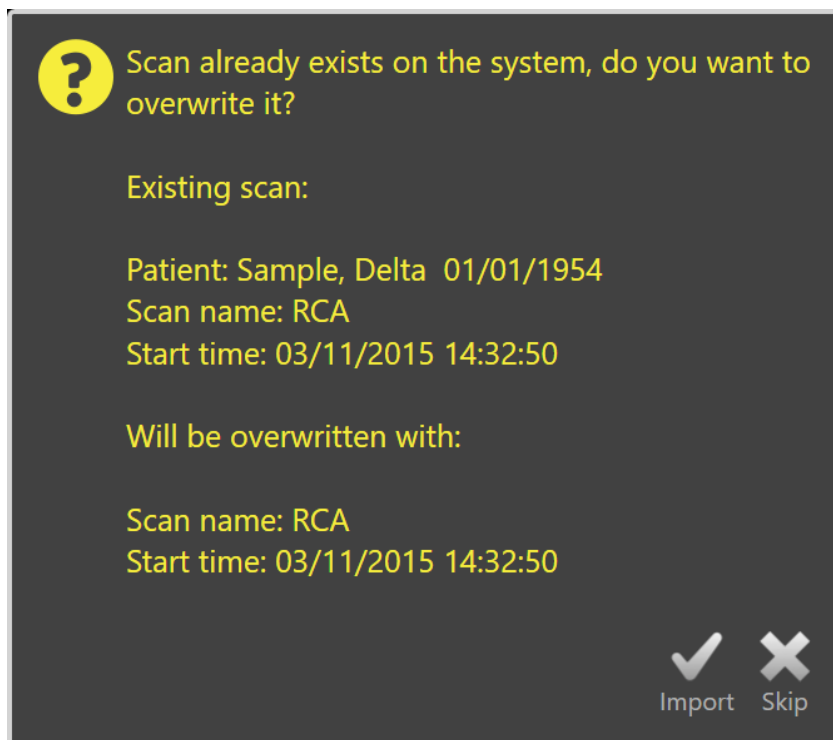 Scan already exists on the system, do you want to
overwrite it?
Existing scan:
Patient: Sample, Delta  01/01/1954
Scan name: RCA
Start time: 03/11/2015 14:32:50
Will be overwritten with:
Scan name: RCA
Start time: 03/11/2015 14:32:50
Import Skip